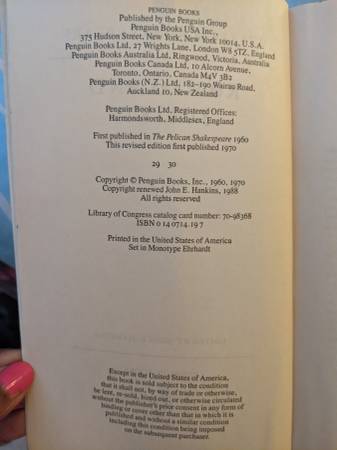 PENGUIN BOOKS
Published by the Penguin Group
Penguin Books USA Inc.,
375 Hudson Street, New York, New York 10014, U.S.A.
Penguin Books Ltd, 27 Wrights Lane, London W8 5TZ, England
Penguin Books Australia Ltd, Ringwood, Victoria, Australia
Penguin Books Canada Ltd, 10 Alcorn Avenue,
Toronto, Ontario, Canada M4V 3B2
Penguin Books (N.Z.) Ltd, 182–190 Wairau Road,
Auckland 10, New Zealand
Penguin Books Ltd, Registered Offices:
Harmondsworth, Middlesex, England
First published in The Pelican Shakespeare 1960
This revised edition first published 1970
29 30
Copyright © Penguin Books, Inc., 1960, 1970
Copyright renewed John E. Hankins, 1988
All rights reserved
Library of Congress catalog card number: 70-98368
ISBN 0 14 0714.19 7
Printed in the United States of America
Set in Monotype Ehrhardt
Except in the United States of America,
this book is sold subject to the condition
that it shall not, by way of trade or otherwise,
be lent, re-sold, hired out, or otherwise circulated
without the publisher's prior consent in any form of
binding or cover other than that in which it is
published and without a similar condition
including this condition being imposed
on the subsequent purchaser.